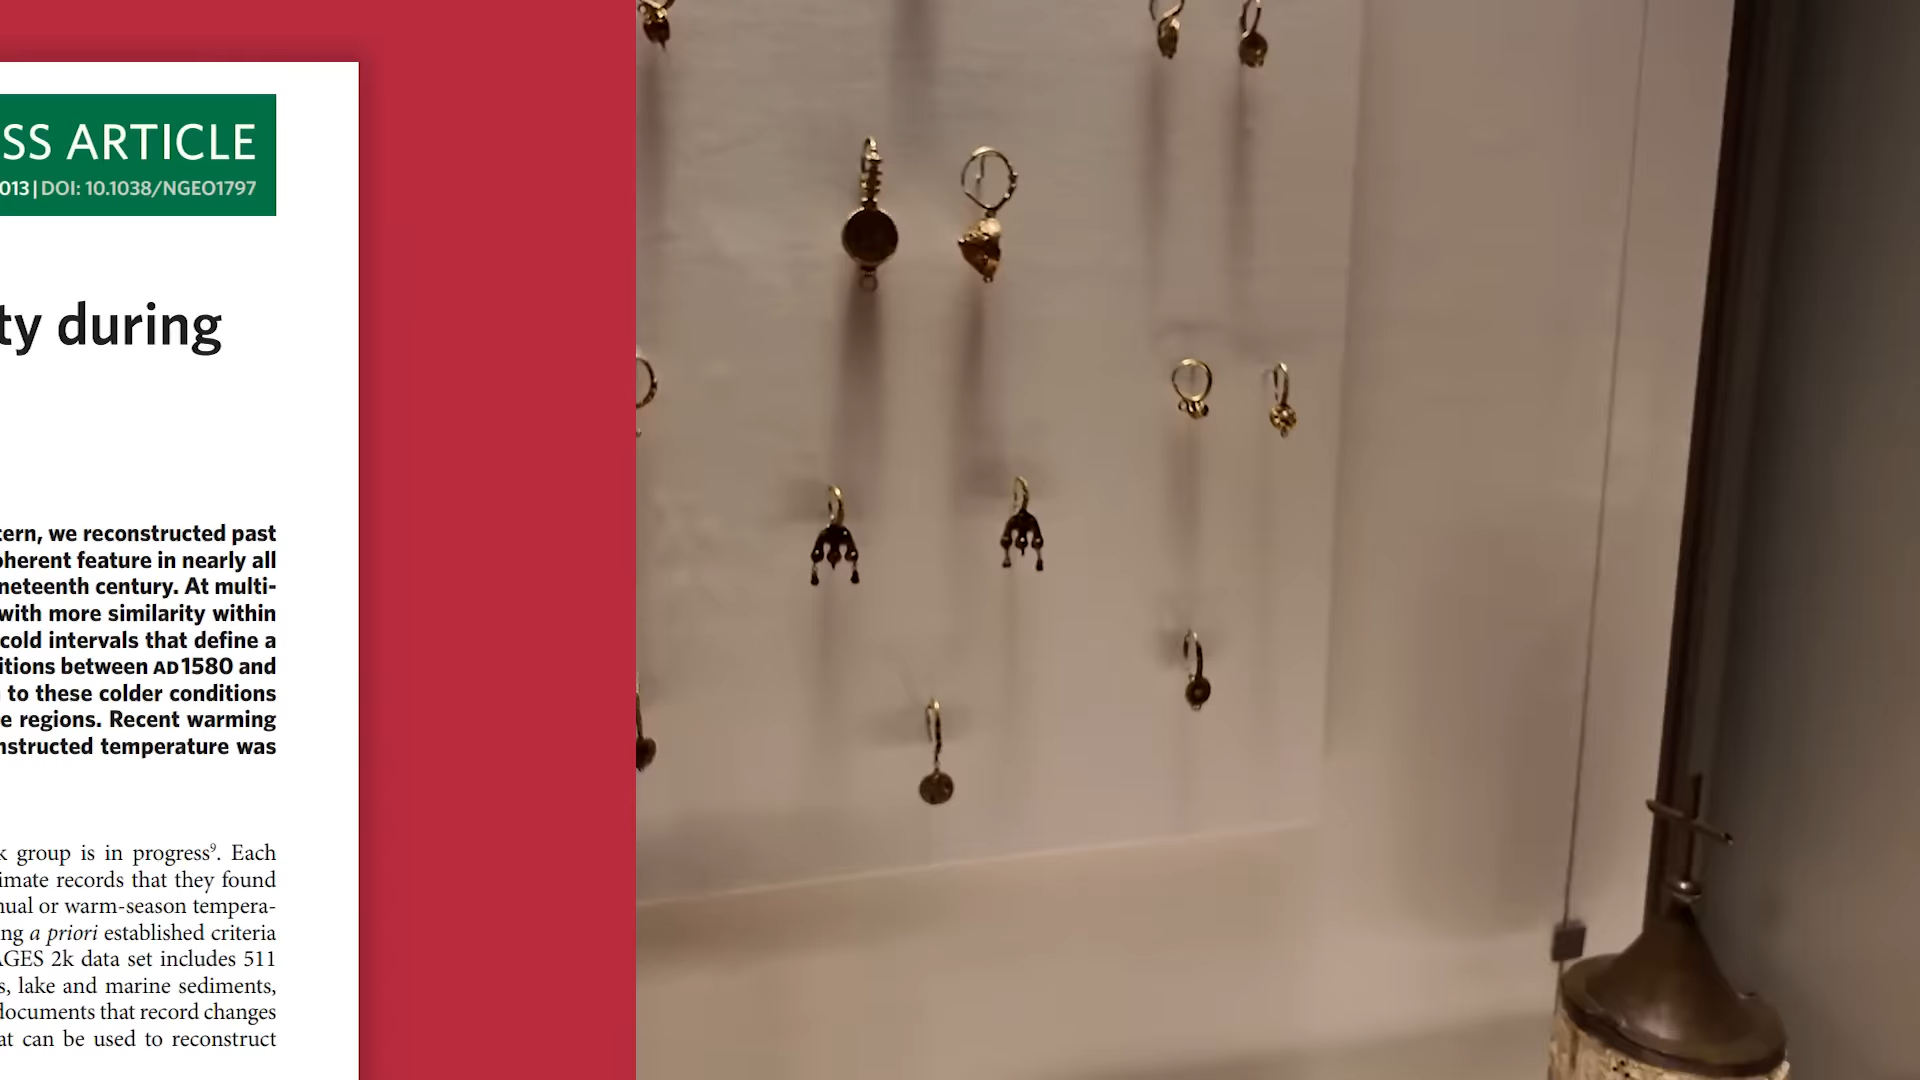 SS ARTICLE
013 | DOI: 10.1038/NGEO1797
ty during
tern, we reconstructed past
oherent feature in nearly all
neteenth century. At multi-
with more similarity within
cold intervals that define a
itions between AD 1580 and
to these colder conditions
e regions. Recent warming
nstructed temperature was
k group is in progress⁹. Each
imate records that they found
nual or warm-season tempera-
ng a priori established criteria
AGES 2k data set includes 511
s, lake and marine sediments,
documents that record changes
at can be used to reconstruct